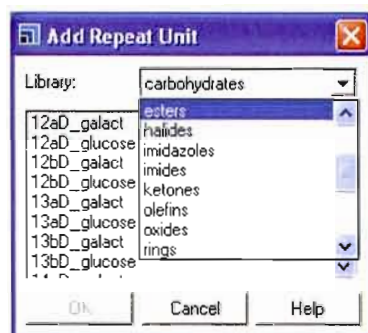 Add Repeat Unit
Library: carbohydrates
esters
halides
imidazoles
imides
ketones
olefins
oxides
rings
12aD_galact
12aD_glucose
12bD_galact
12bD_glucose
13aD_galact
13aD_glucose
13bD_galact
13bD_glucose
OK Cancel Help